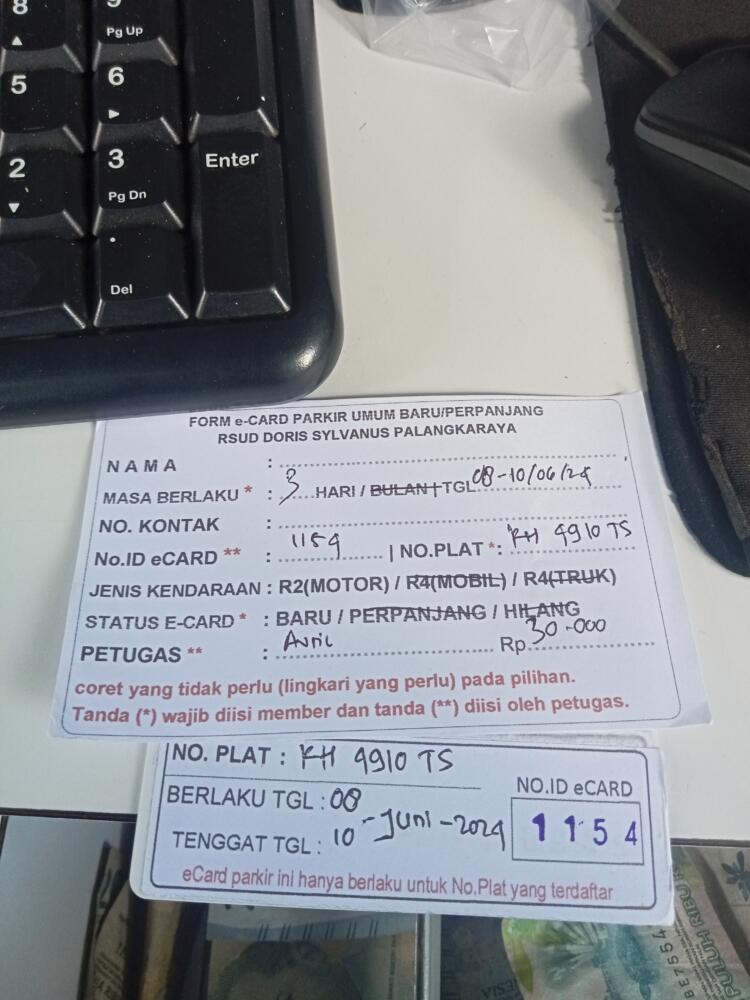 8
9
Pg Up
5
6
2
3
Pg Dn
Enter
.
Del
FORM e-CARD PARKIR UMUM BARU/PERPANJANG
RSUD DORIS SYLVANUS PALANGKARAYA
NAMA :
MASA BERLAKU * : 3 HARI / BULAN | TGL 08-10/06/24
NO. KONTAK :
No.ID eCARD ** : 1154 | NO.PLAT *: KH 4910 TS
JENIS KENDARAAN : R2(MOTOR) / R4(MOBIL) / R4(TRUK)
STATUS E-CARD * : BARU / PERPANJANG / HILANG
PETUGAS ** : Avril Rp 30.000
coret yang tidak perlu (lingkari yang perlu) pada pilihan.
Tanda (*) wajib diisi member dan tanda (**) diisi oleh petugas.
NO. PLAT : KH 4910 TS
BERLAKU TGL : 08
TENGGAT TGL : 10 - Juni - 2024
NO.ID eCARD
1154
eCard parkir ini hanya berlaku untuk No.Plat yang terdaftar
PULUH RIBU
BE7554